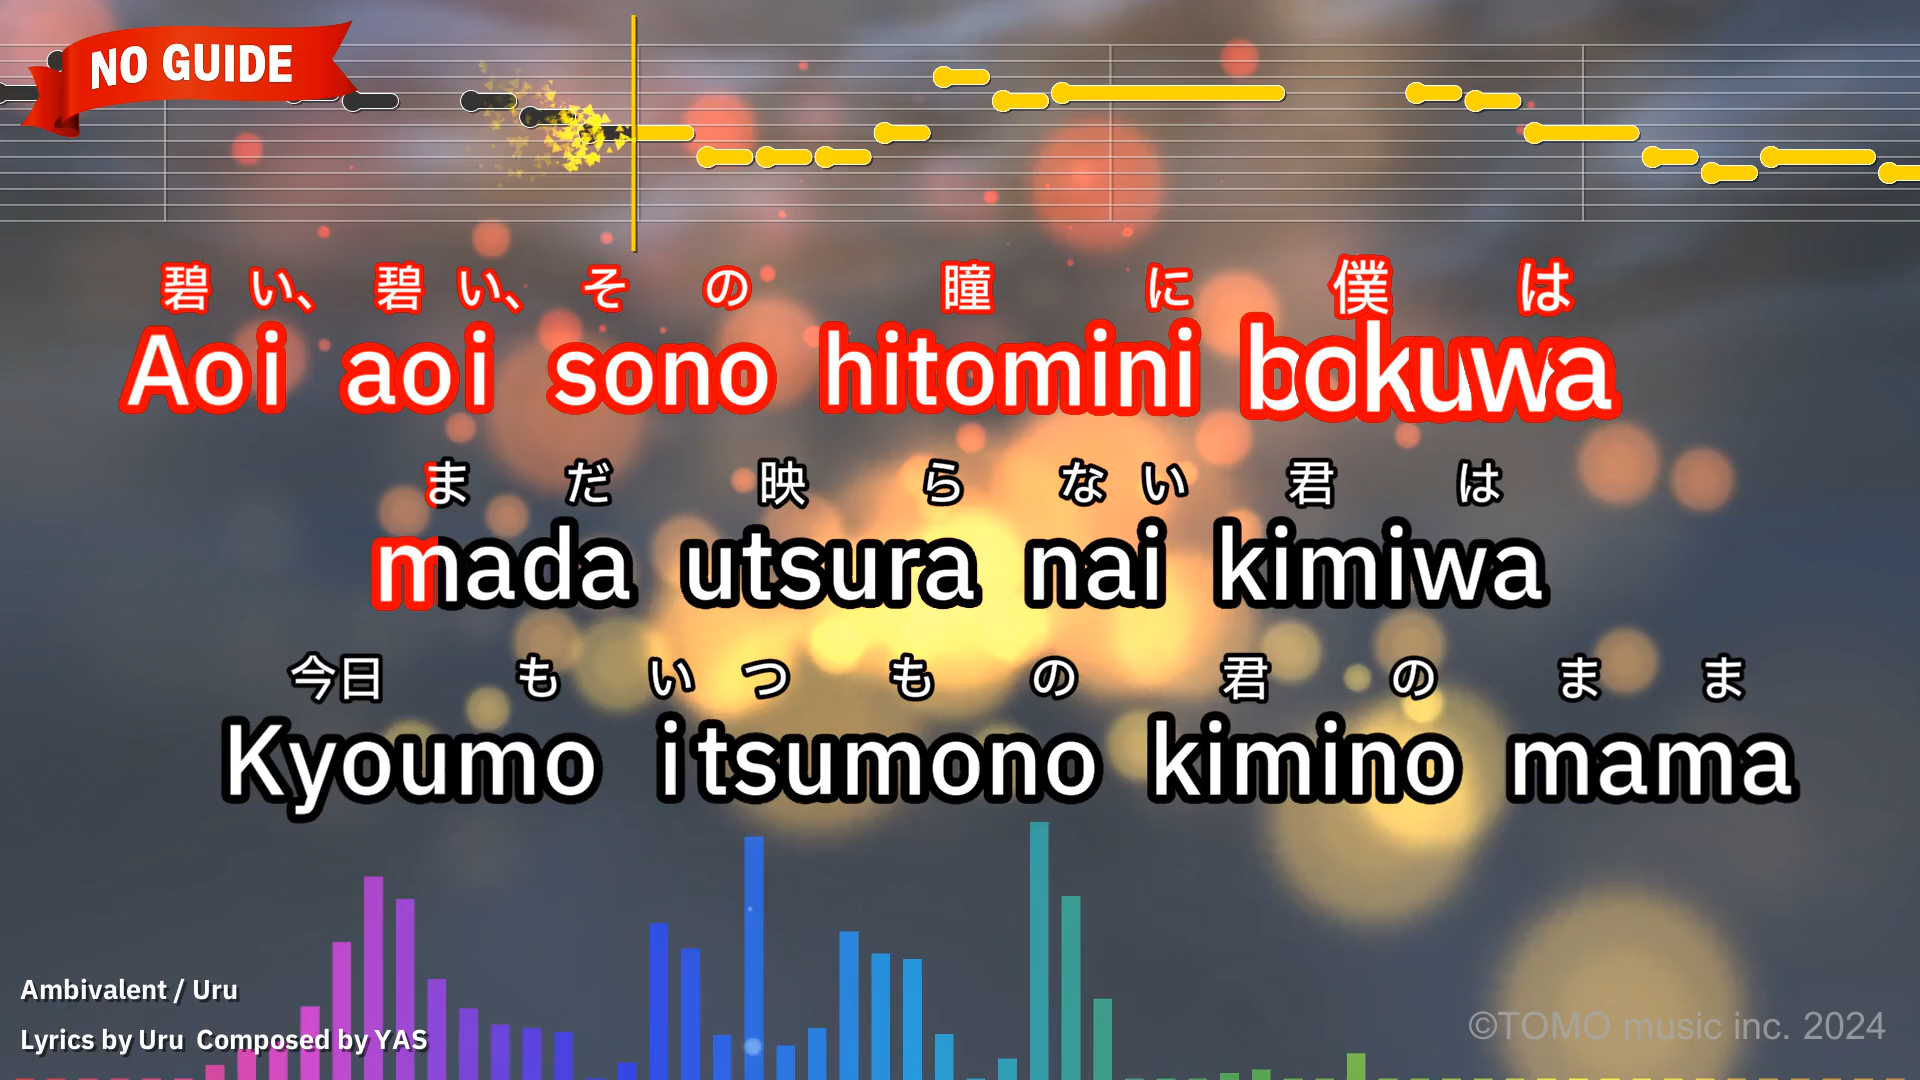 NO GUIDE
碧い、碧い、その瞳に僕は
Aoi aoi sono hitomini bokuwa
まだ映らない君は
mada utsura nai kimiwa
今日もいつもの君のまま
Kyoumo itsumono kimino mama
Ambivalent / Uru
Lyrics by Uru Composed by YAS
©TOMO music inc. 2024